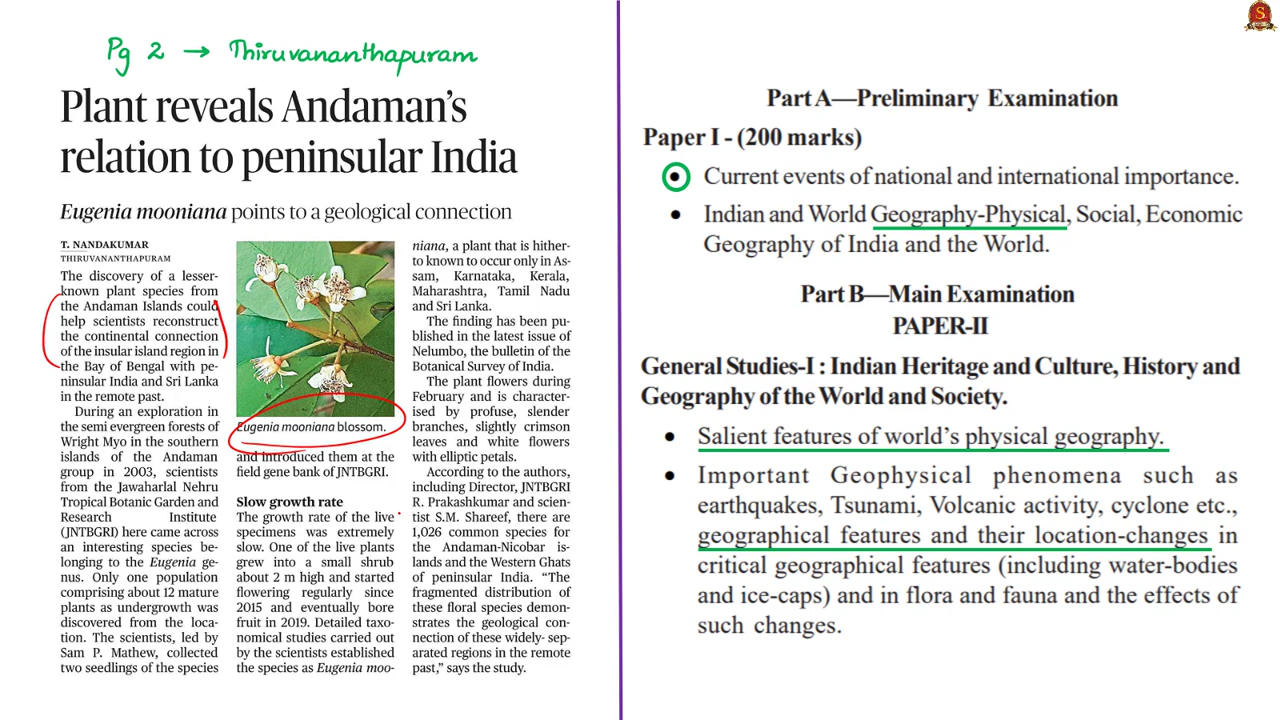 Pg 2 → Thiruvananthapuram
Plant reveals Andaman's
relation to peninsular India
Eugenia mooniana points to a geological connection
T. NANDAKUMAR
THIRUVANANTHAPURAM
The discovery of a lesser-
known plant species from
the Andaman Islands could
help scientists reconstruct
the continental connection
of the insular island region in
the Bay of Bengal with pe-
ninsular India and Sri Lanka
in the remote past.
During an exploration in
the semi evergreen forests of
Wright Myo in the southern
islands of the Andaman
group in 2003, scientists
from the Jawaharlal Nehru
Tropical Botanic Garden and
Research Institute
(JNTBGRI) here came across
an interesting species be-
longing to the Eugenia ge-
nus. Only one population
comprising about 12 mature
plants as undergrowth was
discovered from the loca-
tion. The scientists, led by
Sam P. Mathew, collected
two seedlings of the species
Eugenia mooniana blossom.
and introduced them at the
field gene bank of JNTBGRI.
Slow growth rate
The growth rate of the live
specimens was extremely
slow. One of the live plants
grew into a small shrub
about 2 m high and started
flowering regularly since
2015 and eventually bore
fruit in 2019. Detailed taxo-
nomical studies carried out
by the scientists established
the species as Eugenia moo-
niana, a plant that is hither-
to known to occur only in As-
sam, Karnataka, Kerala,
Maharashtra, Tamil Nadu
and Sri Lanka.
The finding has been pu-
blished in the latest issue of
Nelumbo, the bulletin of the
Botanical Survey of India.
The plant flowers during
February and is character-
ised by profuse, slender
branches, slightly crimson
leaves and white flowers
with elliptic petals.
According to the authors,
including Director, JNTBGRI
R. Prakashkumar and scien-
tist S.M. Shareef, there are
1,026 common species for
the Andaman-Nicobar is-
lands and the Western Ghats
of peninsular India. “The
fragmented distribution of
these floral species demon-
strates the geological con-
nection of these widely- sep-
arated regions in the remote
past,” says the study.
Part A—Preliminary Examination
Paper I - (200 marks)
• Current events of national and international importance.
• Indian and World Geography-Physical, Social, Economic
Geography of India and the World.
Part B—Main Examination
PAPER-II
General Studies-I : Indian Heritage and Culture, History and
Geography of the World and Society.
• Salient features of world's physical geography.
• Important Geophysical phenomena such as
earthquakes, Tsunami, Volcanic activity, cyclone etc.,
geographical features and their location-changes in
critical geographical features (including water-bodies
and ice-caps) and in flora and fauna and the effects of
such changes.